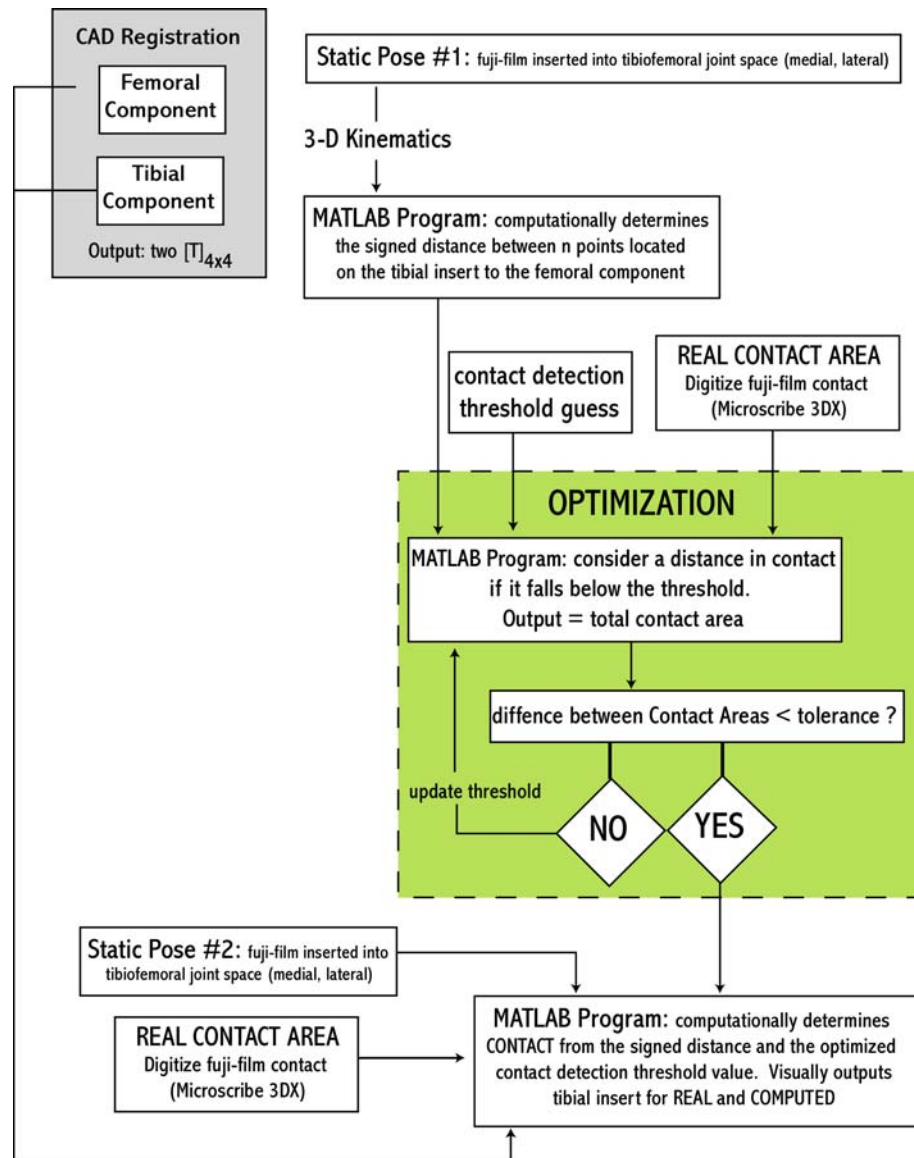 CAD Registration
Femoral
Component
Tibial
Component
Output: two [T]4x4
Static Pose #1: fuji-film inserted into tibiofemoral joint space (medial, lateral)
3-D Kinematics
MATLAB Program: computationally determines
the signed distance between n points located
on the tibial insert to the femoral component
contact detection
threshold guess
REAL CONTACT AREA
Digitize fuji-film contact
(Microscribe 3DX)
OPTIMIZATION
MATLAB Program: consider a distance in contact
if it falls below the threshold.
Output = total contact area
diffence between Contact Areas < tolerance ?
update threshold
NO
YES
Static Pose #2: fuji-film inserted into
tibiofemoral joint space (medial, lateral)
REAL CONTACT AREA
Digitize fuji-film contact
(Microscribe 3DX)
MATLAB Program: computationally determines
CONTACT from the signed distance and the optimized
contact detection threshold value. Visually outputs
tibial insert for REAL and COMPUTED